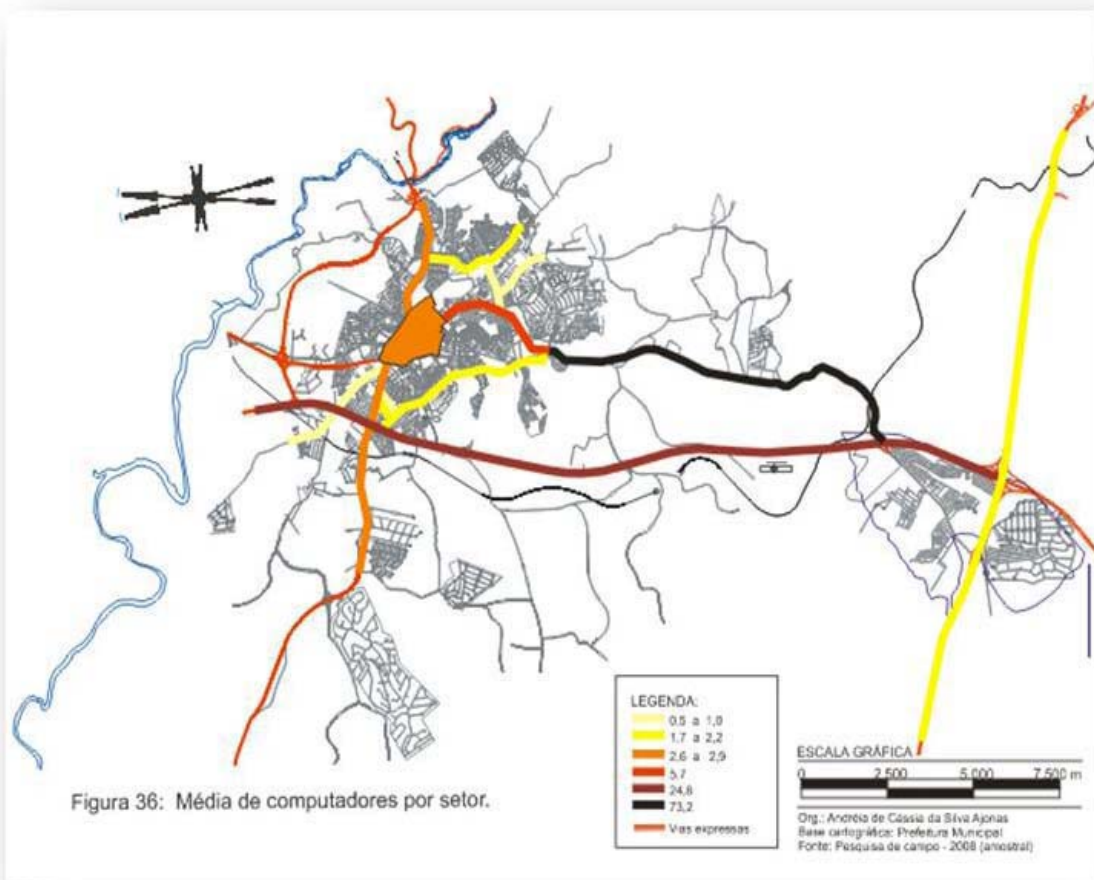 LEGENDA:
0,5 a 1,0
1,7 a 2,2
2,6 a 2,9
5,7
24,8
73,2
Vias expressas
ESCALA GRÁFICA
0 2.500 5.000 7.500 m
Org.: Andréia de Cássia da Silva Ajonas
Base cartográfica: Prefeitura Municipal
Fonte: Pesquisa de campo - 2008 (amostral)
Figura 36: Média de computadores por setor.